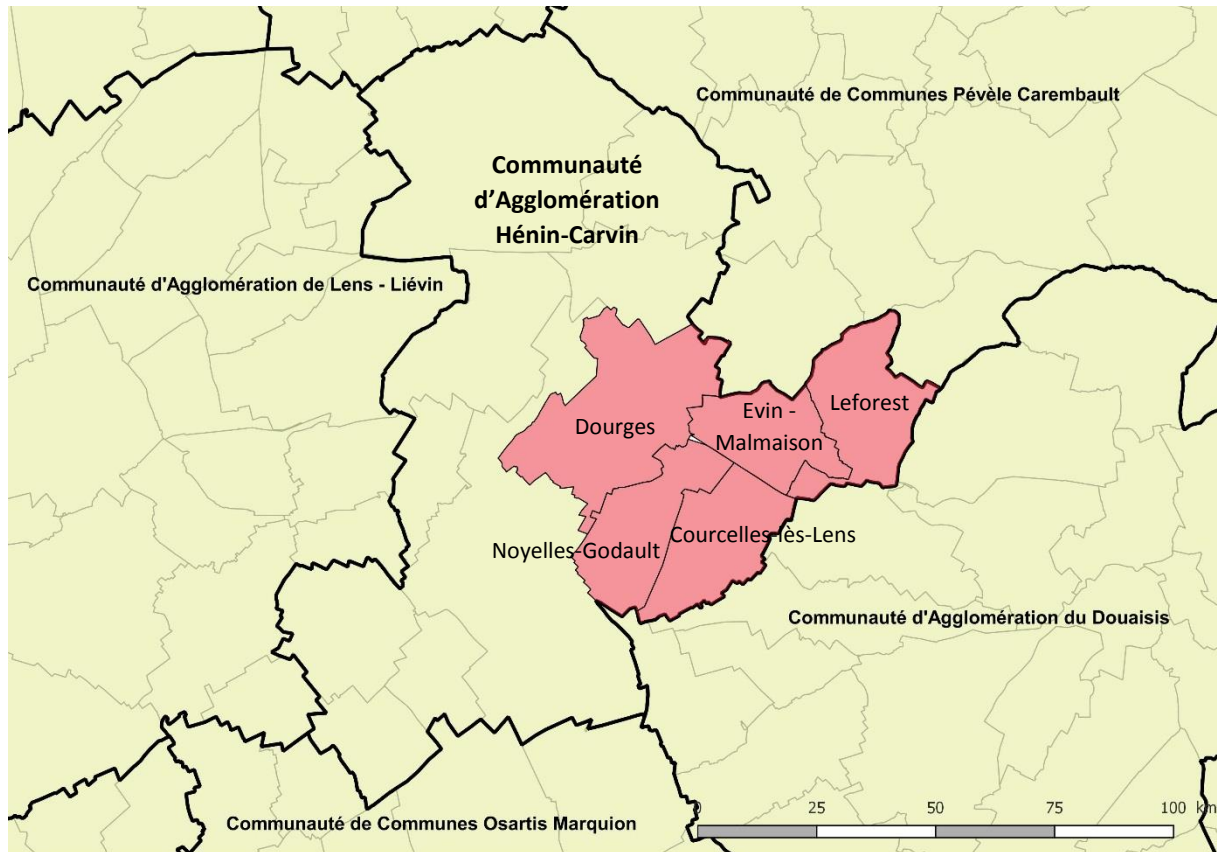 Communauté de Communes Pévèle Carembault
Communauté
d'Agglomération
Hénin-Carvin
Communauté d'Agglomération de Lens - Liévin
Leforest
Evin -
Malmaison
Dourges
Courcelles-lès-Lens
Noyelles-Godault
Communauté d'Agglomération du Douaisis
Communauté de Communes Osartis Marquion
0 25 50 75 100 km